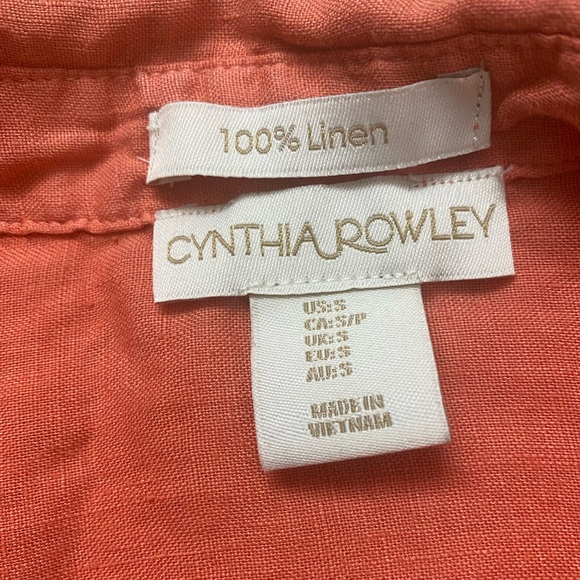 100% Linen
CYNTHIA ROWLEY
US:S
CA:S/P
UK:S
EU:S
AU:S
MADE IN
VIETNAM